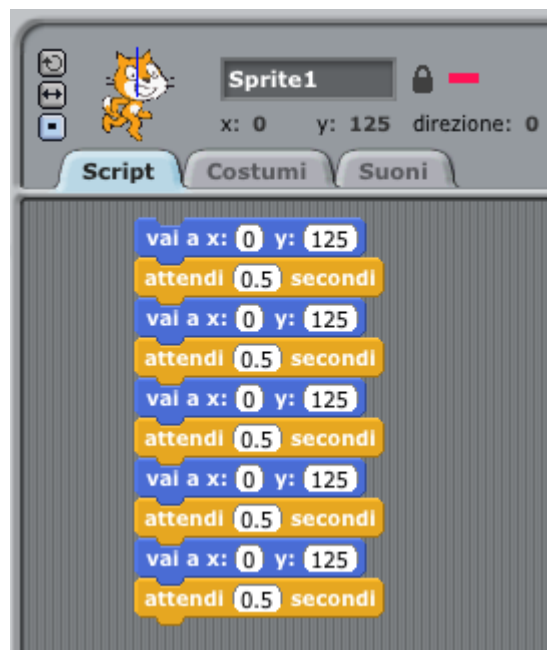 Sprite1
x: 0 y: 125 direzione: 0
Script Costumi Suoni
vai a x: 0 y: 125
attendi 0.5 secondi
vai a x: 0 y: 125
attendi 0.5 secondi
vai a x: 0 y: 125
attendi 0.5 secondi
vai a x: 0 y: 125
attendi 0.5 secondi
vai a x: 0 y: 125
attendi 0.5 secondi